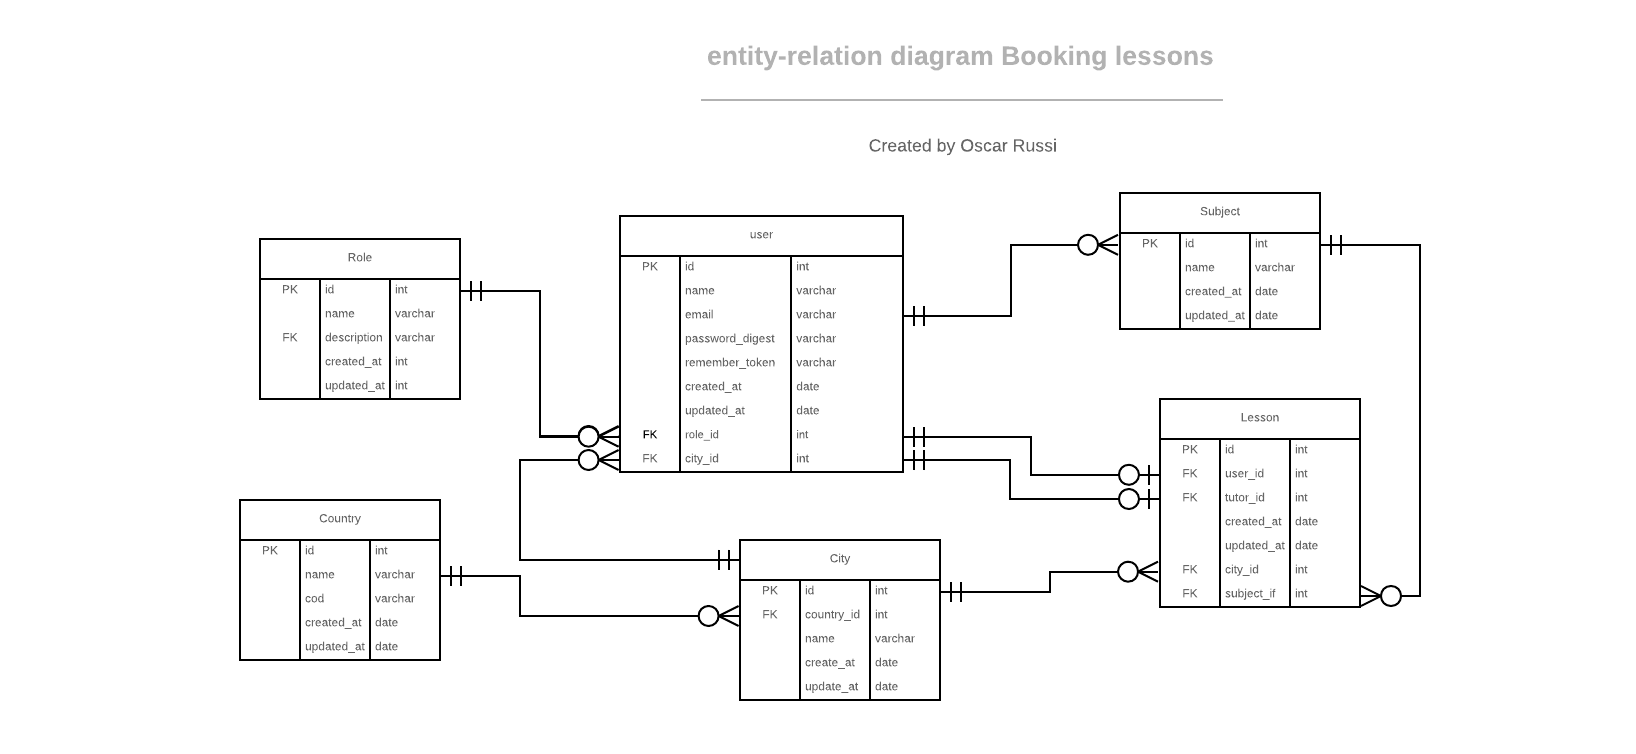 entity-relation diagram Booking lessons
Created by Oscar Russi
Role
PK id int
name varchar
FK description varchar
created_at int
updated_at int
user
PK id int
name varchar
email varchar
password_digest varchar
remember_token varchar
created_at date
updated_at date
FK role_id int
FK city_id int
Subject
PK id int
name varchar
created_at date
updated_at date
Lesson
PK id int
FK user_id int
FK tutor_id int
created_at date
updated_at date
FK city_id int
FK subject_if int
Country
PK id int
name varchar
cod varchar
created_at date
updated_at date
City
PK id int
FK country_id int
name varchar
create_at date
update_at date